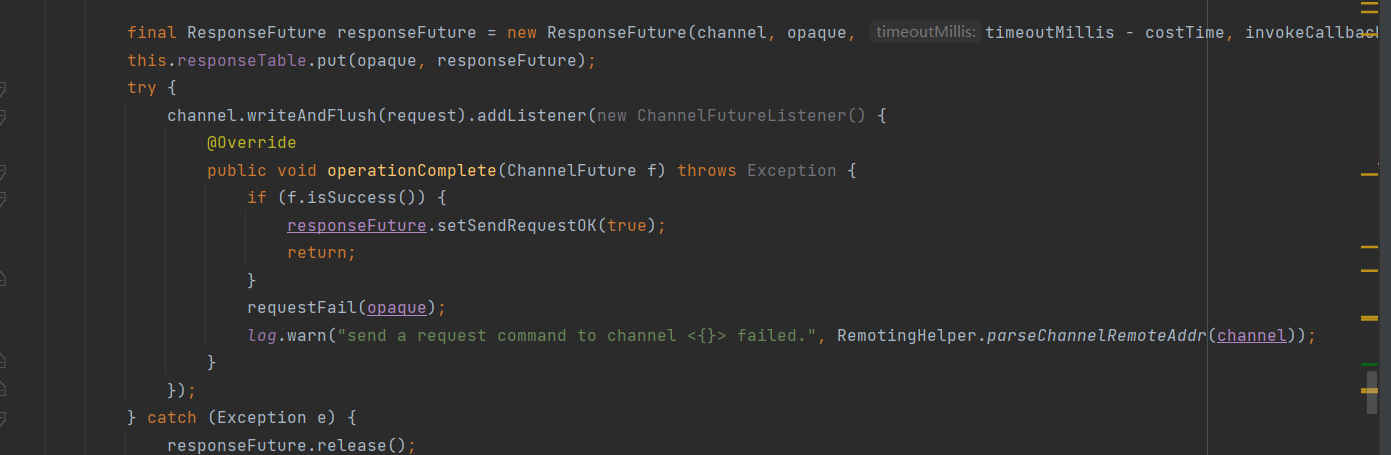 final ResponseFuture responseFuture = new ResponseFuture(channel, opaque, timeoutMillis: timeoutMillis - costTime, invokeCallback
this.responseTable.put(opaque, responseFuture);
try {
channel.writeAndFlush(request).addListener(new ChannelFutureListener() {
@Override
public void operationComplete(ChannelFuture f) throws Exception {
if (f.isSuccess()) {
responseFuture.setSendRequestOK(true);
return;
}
requestFail(opaque);
log.warn("send a request command to channel <{}> failed.", RemotingHelper.parseChannelRemoteAddr(channel));
}
});
} catch (Exception e) {
responseFuture.release();